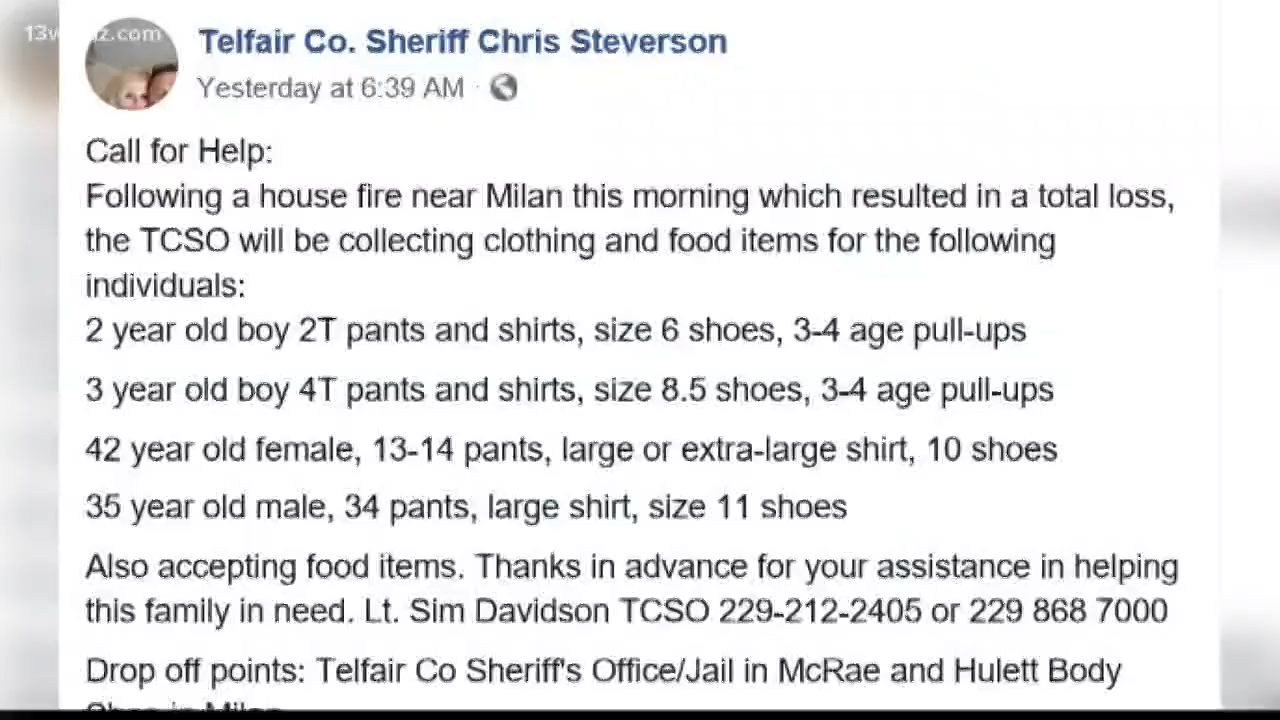 Telfair Co. Sheriff Chris Steverson
Yesterday at 6:39 AM ·
Call for Help:
Following a house fire near Milan this morning which resulted in a total loss,
the TCSO will be collecting clothing and food items for the following
individuals:
2 year old boy 2T pants and shirts, size 6 shoes, 3-4 age pull-ups
3 year old boy 4T pants and shirts, size 8.5 shoes, 3-4 age pull-ups
42 year old female, 13-14 pants, large or extra-large shirt, 10 shoes
35 year old male, 34 pants, large shirt, size 11 shoes
Also accepting food items. Thanks in advance for your assistance in helping
this family in need. Lt. Sim Davidson TCSO 229-212-2405 or 229 868 7000
Drop off points: Telfair Co Sheriff's Office/Jail in McRae and Hulett Body
Shop in Milan